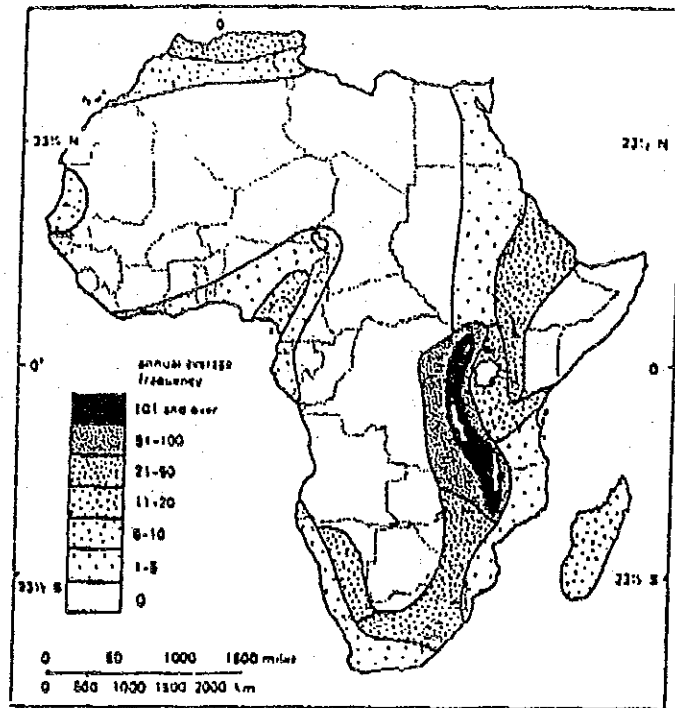 0
23½ N
23½ N
0°
0
annual average
frequency
101 and over
51-100
21-50
11-20
6-10
1-5
0
23½ S
23½ S
0 50 1000 1500 miles
0 500 1000 1500 2000 km